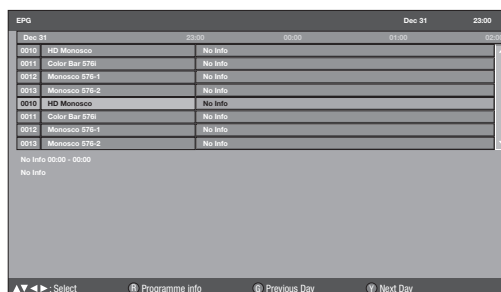 EPG Dec 31 23:00
Dec 31 23:00 00:00 01:00 02:00
0010 HD Monosco No Info
0011 Color Bar 576i No Info
0012 Monosco 576-1 No Info
0013 Monosco 576-2 No Info
0010 HD Monosco No Info
0011 Color Bar 576i No Info
0012 Monosco 576-1 No Info
0013 Monosco 576-2 No Info
No Info 00:00 - 00:00
No Info
▲▼◄►: Select R Programme info G Previous Day Y Next Day